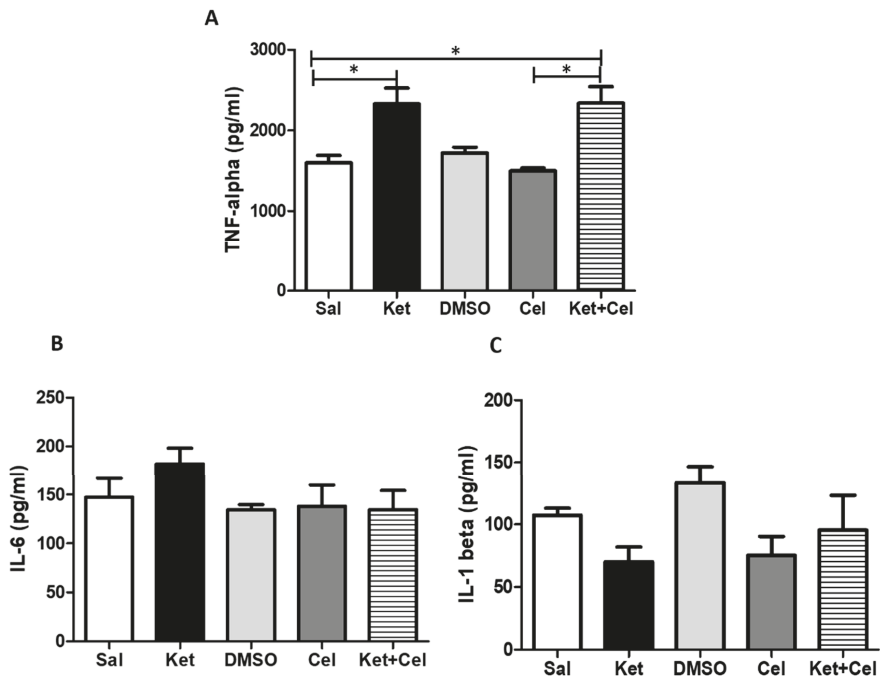 A
TNF-alpha (pg/ml)
3000
2000
1000
0
*
*
*
Sal Ket DMSO Cel Ket+Cel
B
IL-6 (pg/ml)
250
200
150
100
50
0
Sal Ket DMSO Cel Ket+Cel
C
IL-1 beta (pg/ml)
200
150
100
50
0
Sal Ket DMSO Cel Ket+Cel